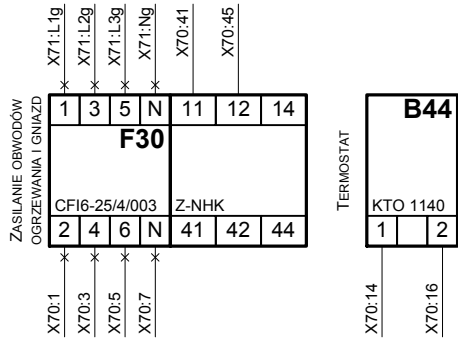 X71:L1g
X71:L2g
X71:L3g
X71:Ng
X70:41
X70:45
ZASILANIE OBWODÓW
OGRZEWANIA I GNIAZD
1 3 5 N 11 12 14
F30
CFI6-25/4/003 Z-NHK
2 4 6 N 41 42 44
X70:1
X70:3
X70:5
X70:7
TERMOSTAT
B44
KTO 1140
1 2
X70:14
X70:16